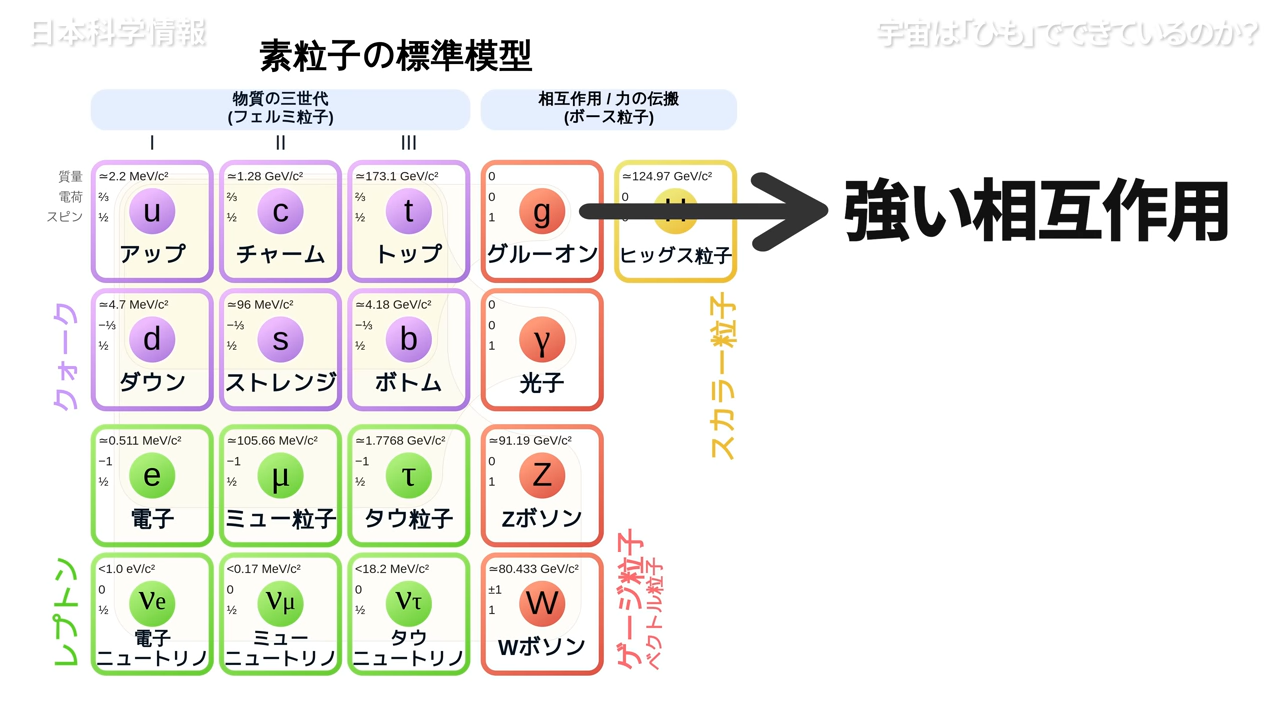 日本科学情報
宇宙は「ひも」でできているのか?
素粒子の標準模型
物質の三世代
(フェルミ粒子)
相互作用 / 力の伝搬
(ボース粒子)
I
II
III
質量
電荷
スピン
≃2.2 MeV/c²
⅔
½
u
アップ
≃1.28 GeV/c²
⅔
½
c
チャーム
≃173.1 GeV/c²
⅔
½
t
トップ
0
0
1
g
グルーオン
≃124.97 GeV/c²
0
ヒッグス粒子
強い相互作用
クォーク
≃4.7 MeV/c²
−⅓
½
d
ダウン
≃96 MeV/c²
−⅓
½
s
ストレンジ
≃4.18 GeV/c²
−⅓
½
b
ボトム
0
0
1
γ
光子
スカラー粒子
≃0.511 MeV/c²
−1
½
e
電子
≃105.66 MeV/c²
−1
½
μ
ミュー粒子
≃1.7768 GeV/c²
−1
½
τ
タウ粒子
≃91.19 GeV/c²
0
1
Z
Zボソン
レプトン
<1.0 eV/c²
0
½
νe
電子
ニュートリノ
<0.17 MeV/c²
0
½
νμ
ミュー
ニュートリノ
<18.2 MeV/c²
0
½
ντ
タウ
ニュートリノ
≃80.433 GeV/c²
±1
1
W
Wボソン
ゲージ粒子
ベクトル粒子